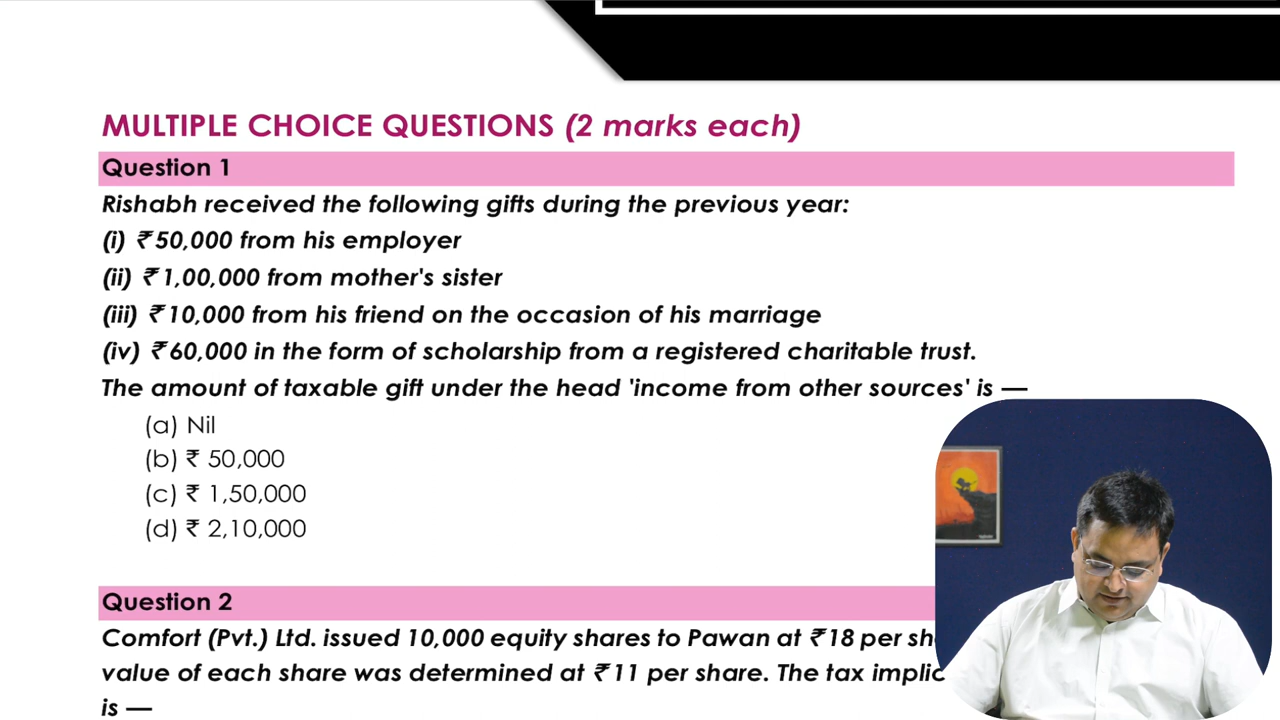 MULTIPLE CHOICE QUESTIONS (2 marks each)
Question 1
Rishabh received the following gifts during the previous year:
(i) ₹50,000 from his employer
(ii) ₹1,00,000 from mother's sister
(iii) ₹10,000 from his friend on the occasion of his marriage
(iv) ₹60,000 in the form of scholarship from a registered charitable trust.
The amount of taxable gift under the head 'income from other sources' is —
(a) Nil
(b) ₹ 50,000
(c) ₹ 1,50,000
(d) ₹ 2,10,000
Question 2
Comfort (Pvt.) Ltd. issued 10,000 equity shares to Pawan at ₹18 per
value of each share was determined at ₹11 per share. The tax
is —